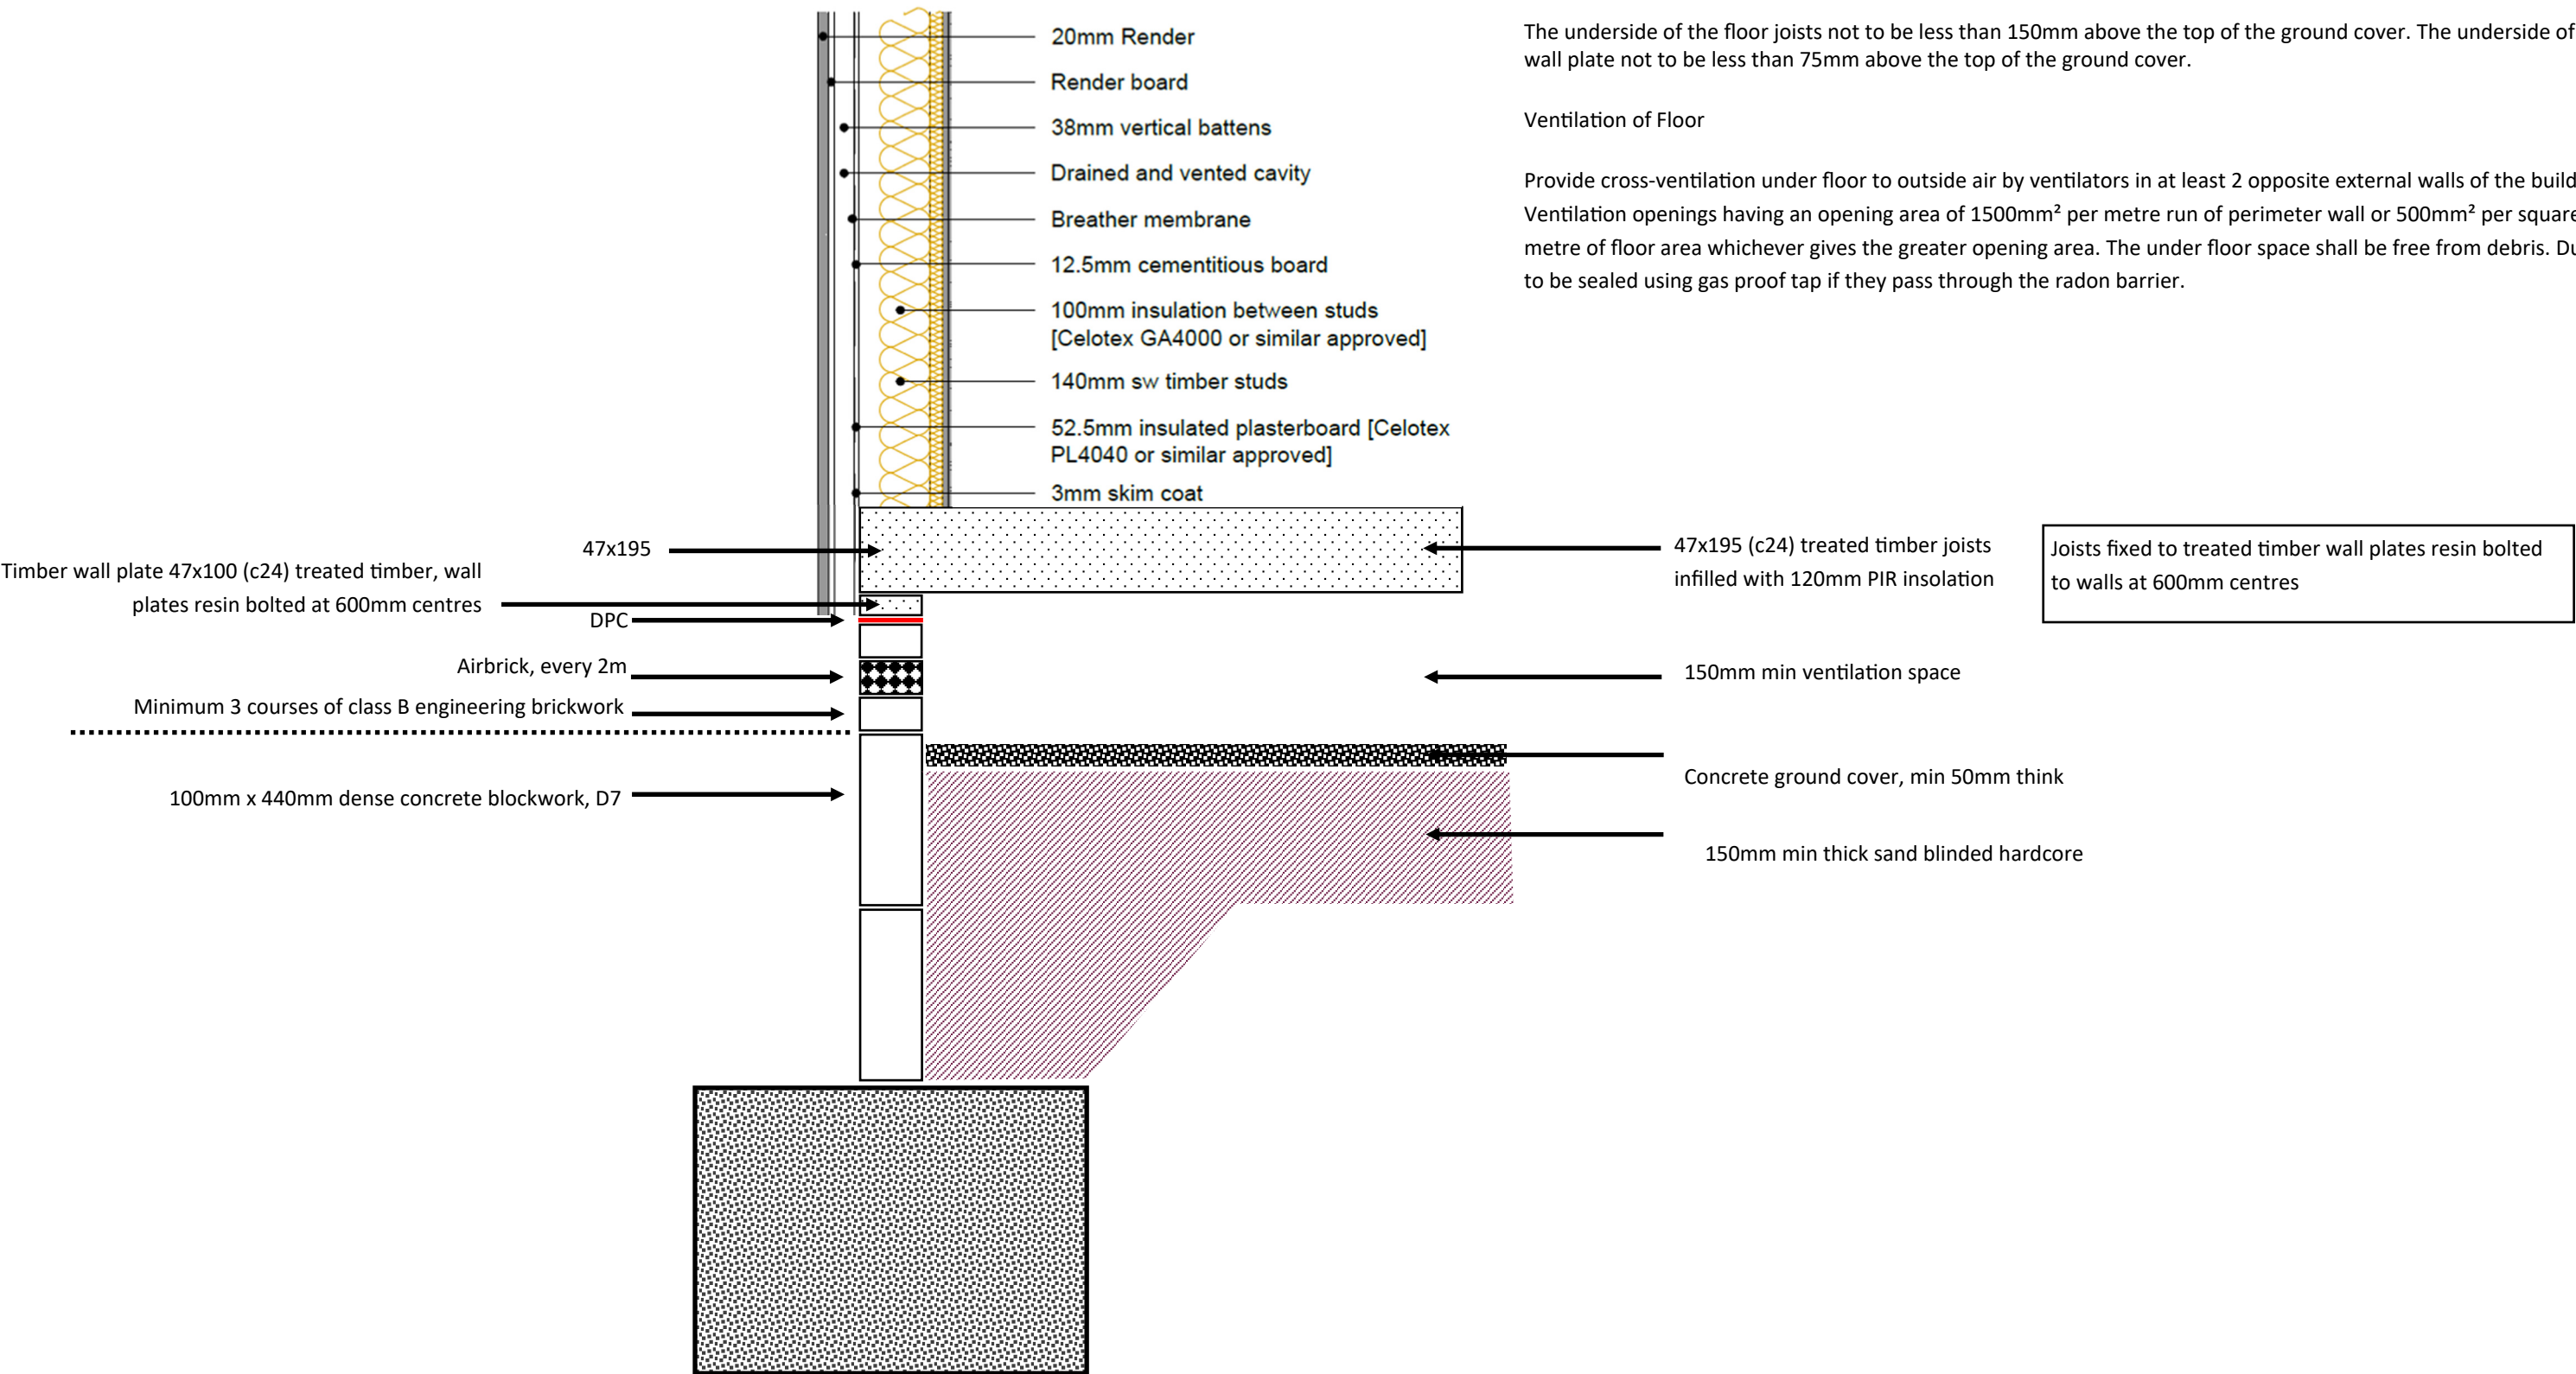 20mm Render
Render board
38mm vertical battens
Drained and vented cavity
Breather membrane
12.5mm cementitious board
100mm insulation between studs
[Celotex GA4000 or similar approved]
140mm sw timber studs
52.5mm insulated plasterboard [Celotex
PL4040 or similar approved]
3mm skim coat
The underside of the floor joists not to be less than 150mm above the top of the ground cover. The underside of
wall plate not to be less than 75mm above the top of the ground cover.
Ventilation of Floor
Provide cross-ventilation under floor to outside air by ventilators in at least 2 opposite external walls of the build
Ventilation openings having an opening area of 1500mm² per metre run of perimeter wall or 500mm² per square
metre of floor area whichever gives the greater opening area. The under floor space shall be free from debris. Du
to be sealed using gas proof tap if they pass through the radon barrier.
47x195
Timber wall plate 47x100 (c24) treated timber, wall
plates resin bolted at 600mm centres
DPC
Airbrick, every 2m
Minimum 3 courses of class B engineering brickwork
100mm x 440mm dense concrete blockwork, D7
47x195 (c24) treated timber joists
infilled with 120mm PIR insolation
Joists fixed to treated timber wall plates resin bolted
to walls at 600mm centres
150mm min ventilation space
Concrete ground cover, min 50mm think
150mm min thick sand blinded hardcore